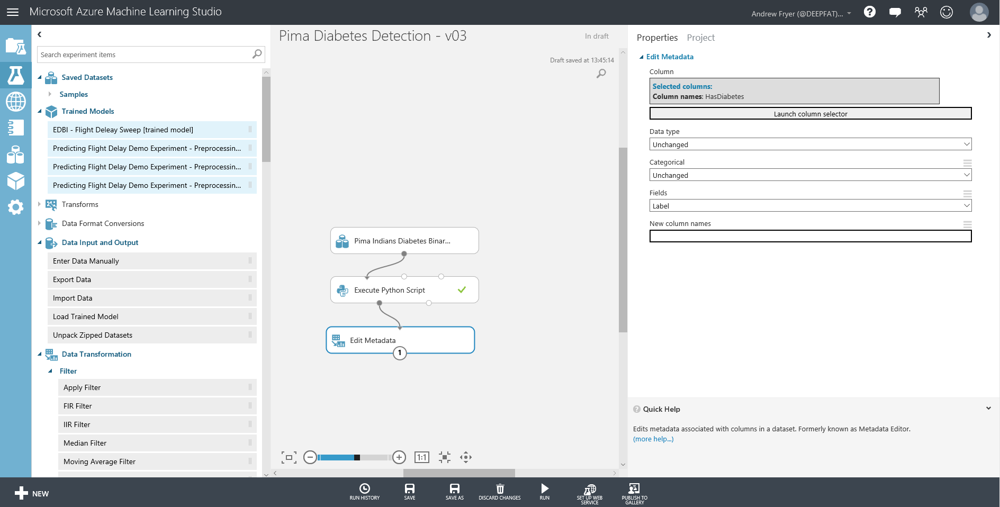 Microsoft Azure Machine Learning Studio
Andrew Fryer (@DEEPFAT)...
Search experiment items
Saved Datasets
Samples
Trained Models
EDBI - Flight Deleay Sweep [trained model]
Predicting Flight Delay Demo Experiment - Preprocessin...
Predicting Flight Delay Demo Experiment - Preprocessin...
Predicting Flight Delay Demo Experiment - Preprocessin...
Transforms
Data Format Conversions
Data Input and Output
Enter Data Manually
Export Data
Import Data
Load Trained Model
Unpack Zipped Datasets
Data Transformation
Filter
Apply Filter
FIR Filter
IIR Filter
Median Filter
Moving Average Filter
Pima Diabetes Detection - v03
In draft
Draft saved at 13:45:14
Pima Indians Diabetes Binar...
Execute Python Script
Edit Metadata
1
1:1
Properties Project
Edit Metadata
Column
Selected columns:
Column names: HasDiabetes
Launch column selector
Data type
Unchanged
Categorical
Unchanged
Fields
Label
New column names
Quick Help
Edits metadata associated with columns in a dataset. Formerly known as Metadata Editor.
(more help...)
NEW
RUN HISTORY
SAVE
SAVE AS
DISCARD CHANGES
RUN
SET UP WEB
SERVICE
PUBLISH TO
GALLERY